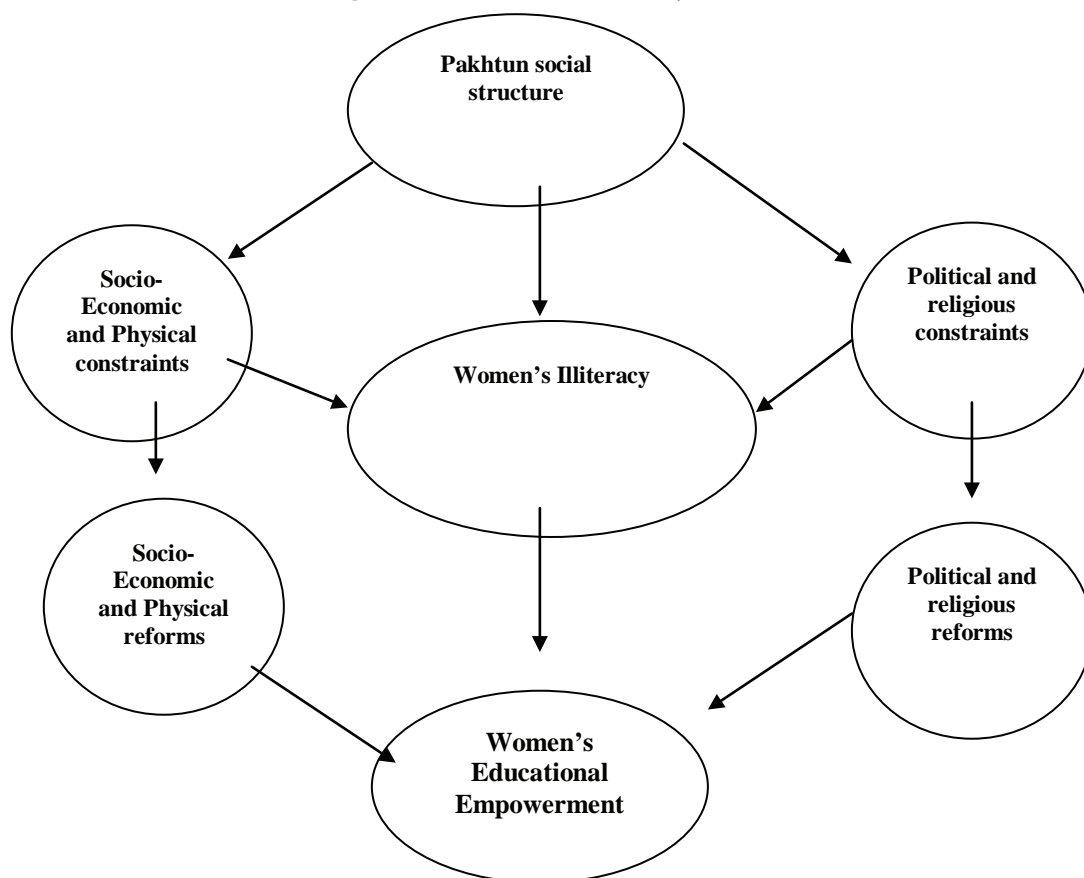 Pakhtun social
structure
Socio-
Economic
and Physical
constraints
Political and
religious
constraints
Women’s Illiteracy
Socio-
Economic
and Physical
reforms
Political and
religious
reforms
Women’s
Educational
Empowerment